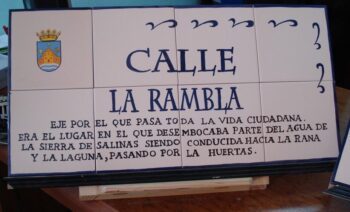 CALLE
LA RAMBLA
EJE POR EL QUE PASA TODA LA VIDA CIUDADANA.
ERA EL LUGAR EN EL QUE DESEMBOCABA PARTE DEL AGUA DE
LA SIERRA DE SALINAS SIENDO CONDUCIDA HACIA LA RANA
Y LA LAGUNA, PASANDO POR LA HUERTAS.